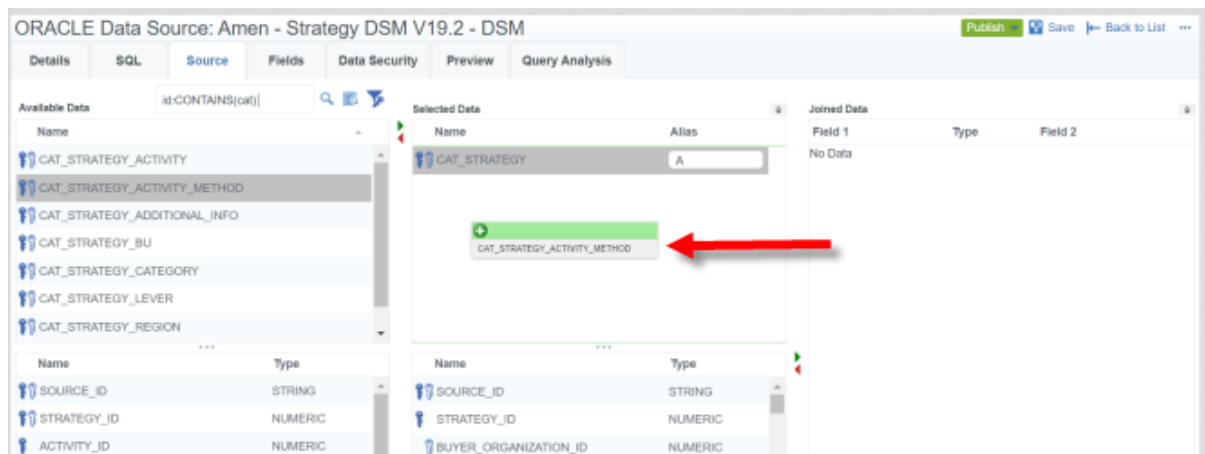 ORACLE Data Source: Amen - Strategy DSM V19.2 - DSM
Publish Save Back to List ...
Details SQL Source Fields Data Security Preview Query Analysis
Available Data id:CONTAINS(cat) Selected Data Joined Data
Name Name Alias Field 1 Type Field 2
CAT_STRATEGY_ACTIVITY CAT_STRATEGY A No Data
CAT_STRATEGY_ACTIVITY_METHOD
CAT_STRATEGY_ADDITIONAL_INFO
CAT_STRATEGY_BU CAT_STRATEGY_ACTIVITY_METHOD
CAT_STRATEGY_CATEGORY
CAT_STRATEGY_LEVER
CAT_STRATEGY_REGION
Name Type Name Type
SOURCE_ID STRING SOURCE_ID STRING
STRATEGY_ID NUMERIC STRATEGY_ID NUMERIC
ACTIVITY_ID NUMERIC BUYER_ORGANIZATION_ID NUMERIC